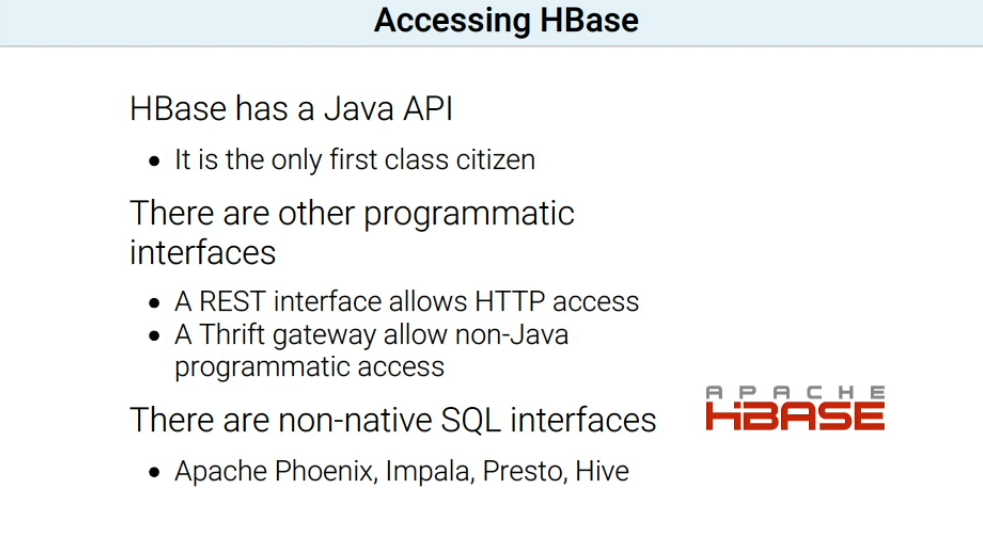 Accessing HBase
HBase has a Java API
• It is the only first class citizen
There are other programmatic
interfaces
• A REST interface allows HTTP access
• A Thrift gateway allow non-Java
programmatic access
There are non-native SQL interfaces
• Apache Phoenix, Impala, Presto, Hive
APACHE
HBASE